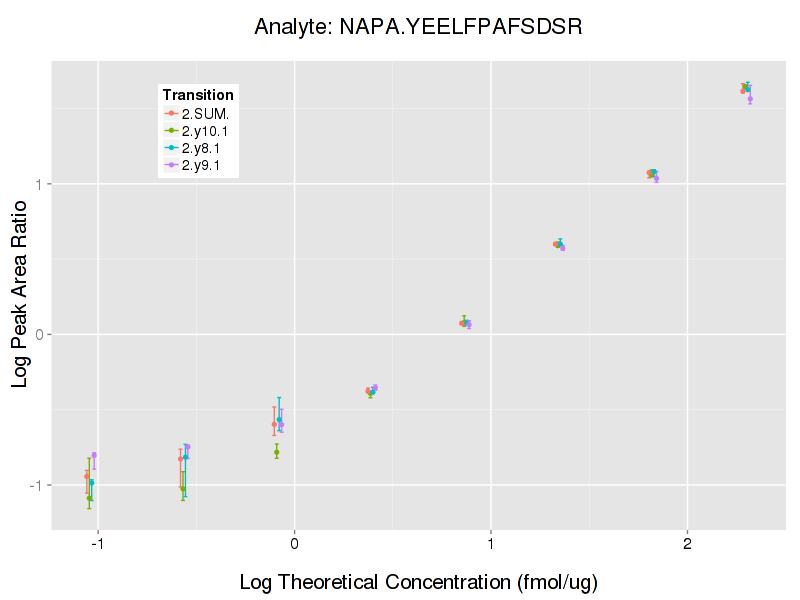 Analyte: NAPA.YEELFPAFSDSR
Transition
2.SUM.
2.y10.1
2.y8.1
2.y9.1
Log Peak Area Ratio
1
0
-1
-1 0 1 2
Log Theoretical Concentration (fmol/ug)